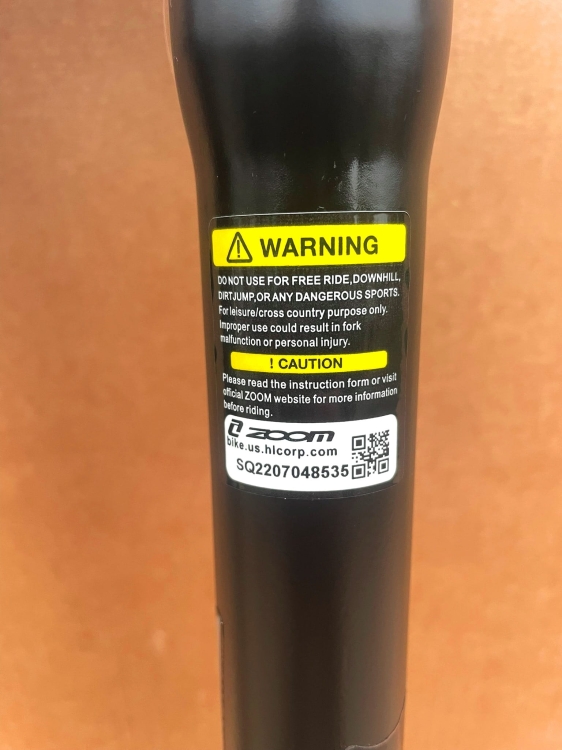 WARNING
DO NOT USE FOR FREE RIDE, DOWNHILL,
DIRTJUMP, OR ANY DANGEROUS SPORTS.
For leisure/cross country purpose only.
Improper use could result in fork
malfunction or personal injury.
! CAUTION
Please read the instruction form or visit
official ZOOM website for more information
before riding.
ZOOM
bike.us.hlcorp.com
SQ2207048535